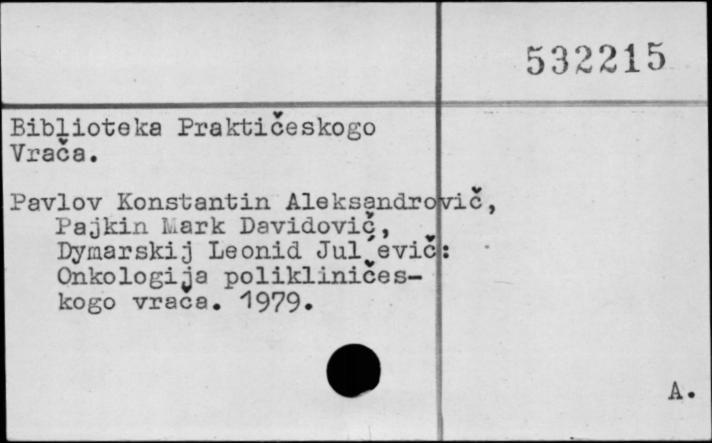 532215
Biblioteka Praktičeskogo
Vrača.
Pavlov Konstantin Aleksandrovič,
Pajkin Mark Davidovič,
Dymarskij Leonid Jul´evič:
Onkologija polikliničes-
kogo vrača. 1979.
A.